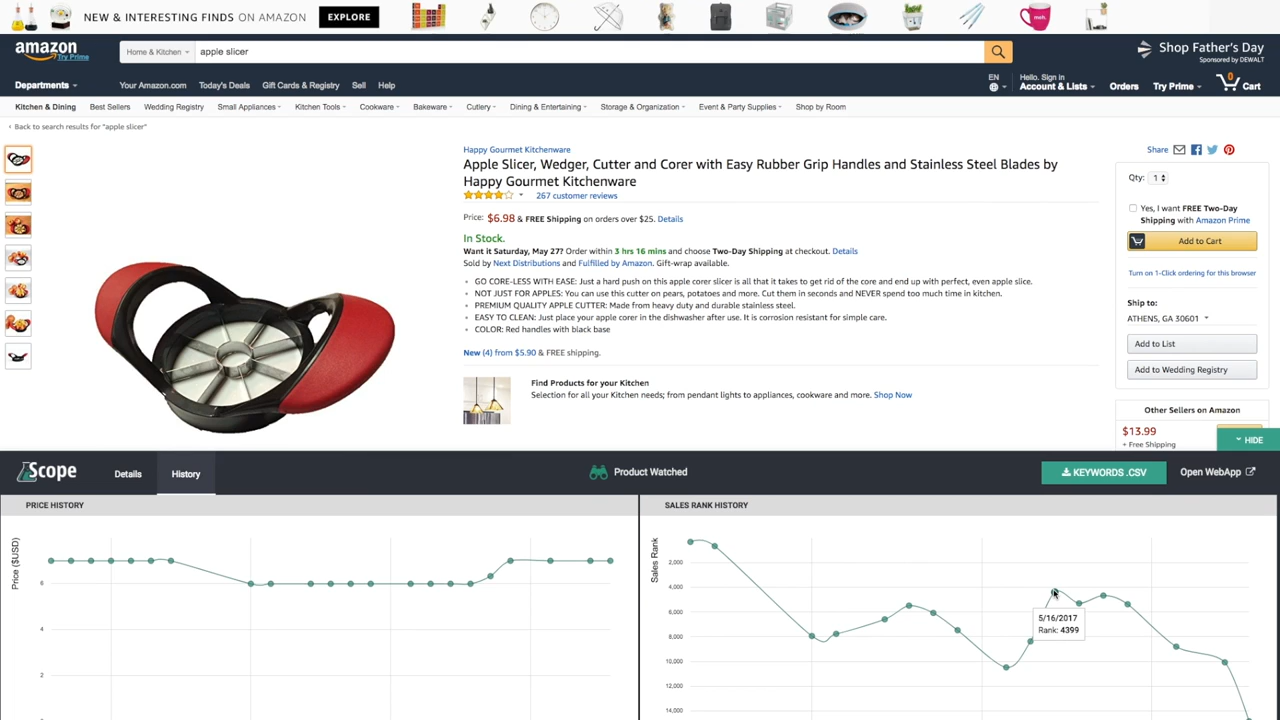 NEW & INTERESTING FINDS ON AMAZON EXPLORE
meh.
amazon
Try Prime
Home & Kitchen
apple slicer
Shop Father's Day
Sponsored by DEWALT
Departments
Your Amazon.com Today's Deals Gift Cards & Registry Sell Help
EN
Hello. Sign in
Account & Lists
Orders
Try Prime
0
Cart
Kitchen & Dining Best Sellers Wedding Registry Small Appliances Kitchen Tools Cookware Bakeware Cutlery Dining & Entertaining Storage & Organization Event & Party Supplies Shop by Room
‹ Back to search results for "apple slicer"
Happy Gourmet Kitchenware
Apple Slicer, Wedger, Cutter and Corer with Easy Rubber Grip Handles and Stainless Steel Blades by
Happy Gourmet Kitchenware
267 customer reviews
Price: $6.98 & FREE Shipping on orders over $25. Details
In Stock.
Want it Saturday, May 27? Order within 3 hrs 16 mins and choose Two-Day Shipping at checkout. Details
Sold by Next Distributions and Fulfilled by Amazon. Gift-wrap available.
• GO CORE-LESS WITH EASE: Just a hard push on this apple corer slicer is all that it takes to get rid of the core and end up with perfect, even apple slice.
• NOT JUST FOR APPLES: You can use this cutter on pears, potatoes and more. Cut them in seconds and NEVER spend too much time in kitchen.
• PREMIUM QUALITY APPLE CUTTER: Made from heavy duty and durable stainless steel.
• EASY TO CLEAN: Just place your apple corer in the dishwasher after use. It is corrosion resistant for simple care.
• COLOR: Red handles with black base
New (4) from $5.90 & FREE shipping.
Find Products for your Kitchen
Selection for all your Kitchen needs; from pendant lights to appliances, cookware and more. Shop Now
Share
Qty: 1
Yes, I want FREE Two-Day
Shipping with Amazon Prime
Add to Cart
Turn on 1-Click ordering for this browser
Ship to:
ATHENS, GA 30601
Add to List
Add to Wedding Registry
Other Sellers on Amazon
$13.99
+ Free Shipping
HIDE
Scope
Details
History
Product Watched
KEYWORDS .CSV
Open WebApp
PRICE HISTORY
Price ($USD)
6
4
2
SALES RANK HISTORY
Sales Rank
2,000
4,000
6,000
8,000
10,000
12,000
14,000
5/16/2017
Rank: 4399